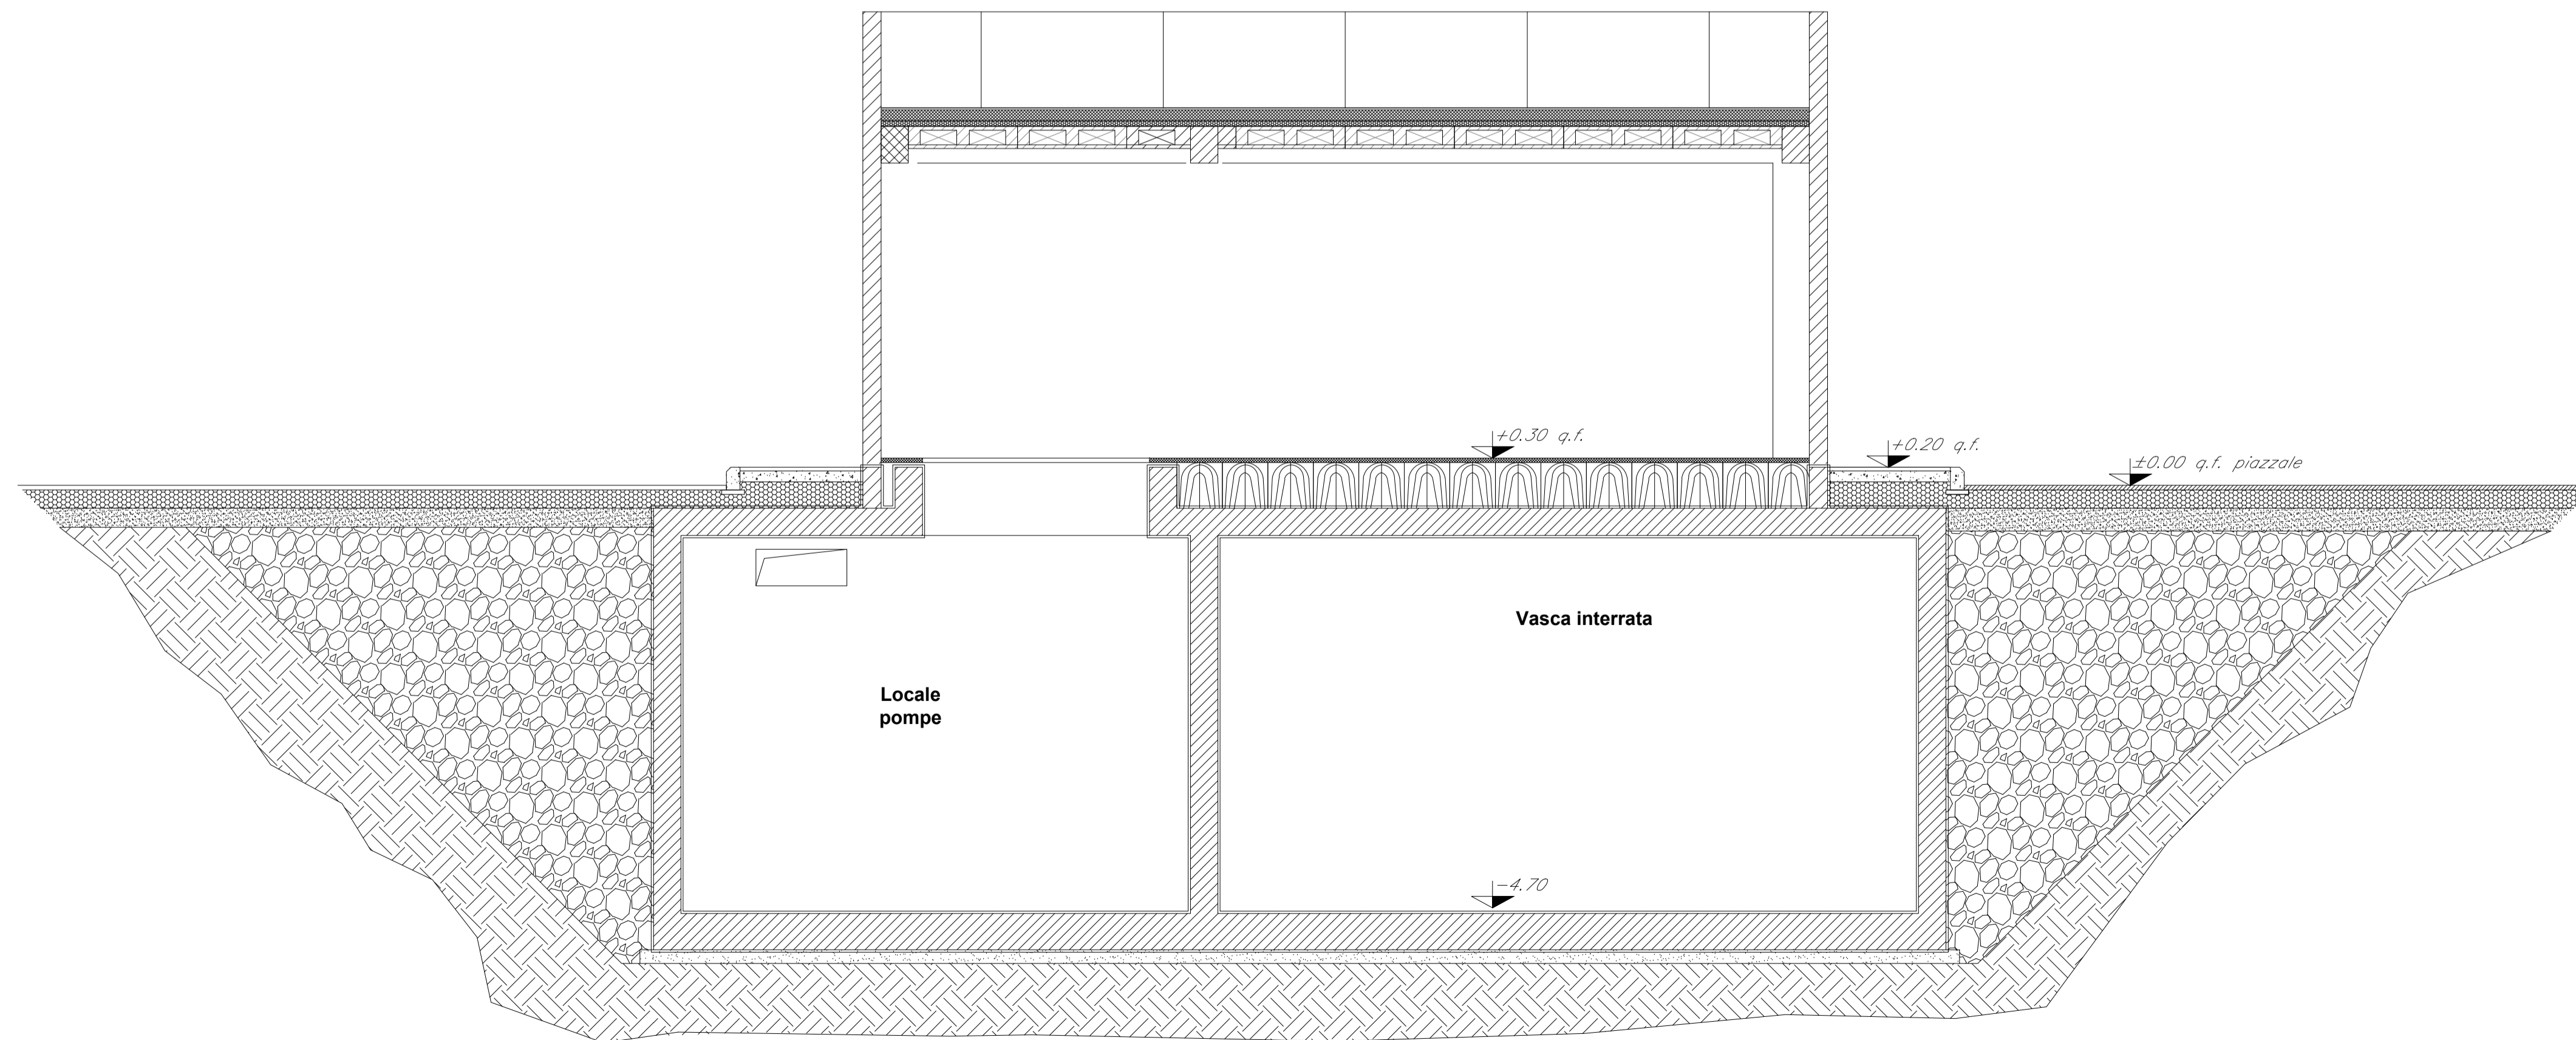 +0.30 q.f.
+0.20 q.f.
±0.00 q.f. piazzale
Vasca interrata
Locale
pompe
-4.70